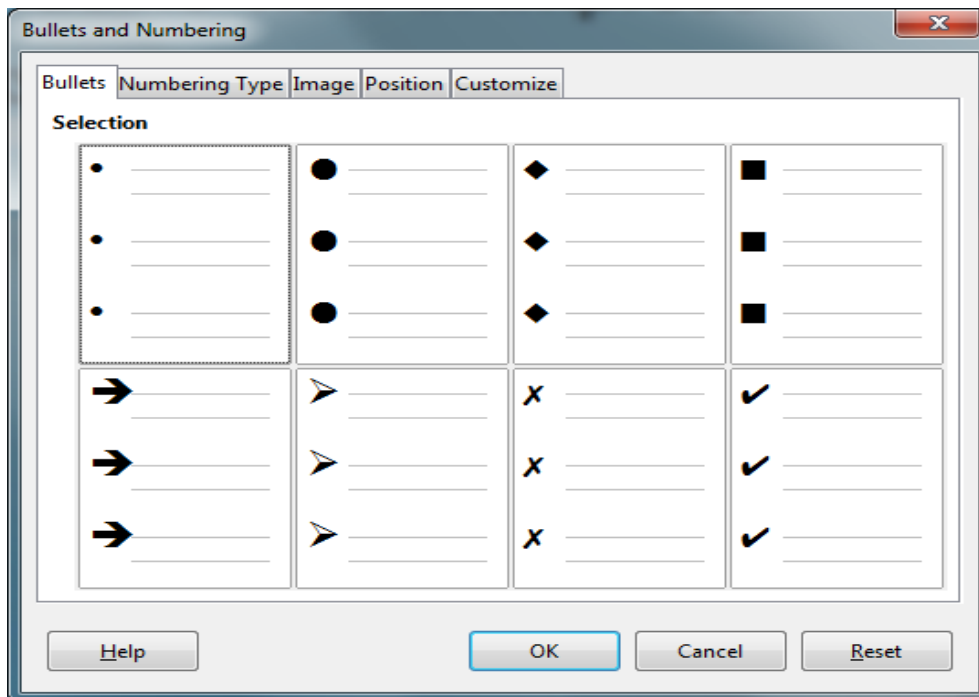 Bullets and Numbering
Bullets Numbering Type Image Position Customize
Selection
Help OK Cancel Reset